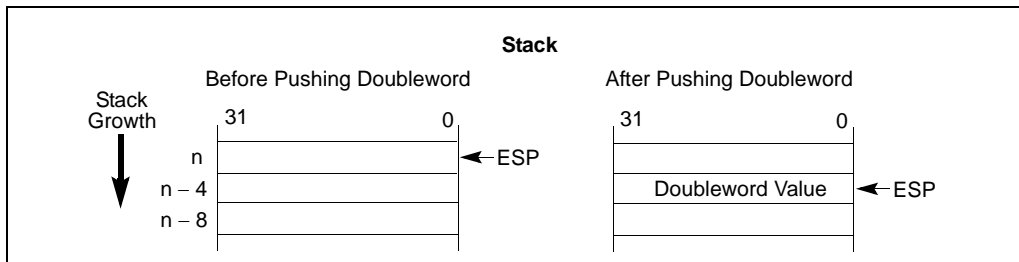 Stack
Before Pushing Doubleword
After Pushing Doubleword
Stack
Growth
31 0
31 0
n
ESP
n – 4
Doubleword Value
ESP
n – 8